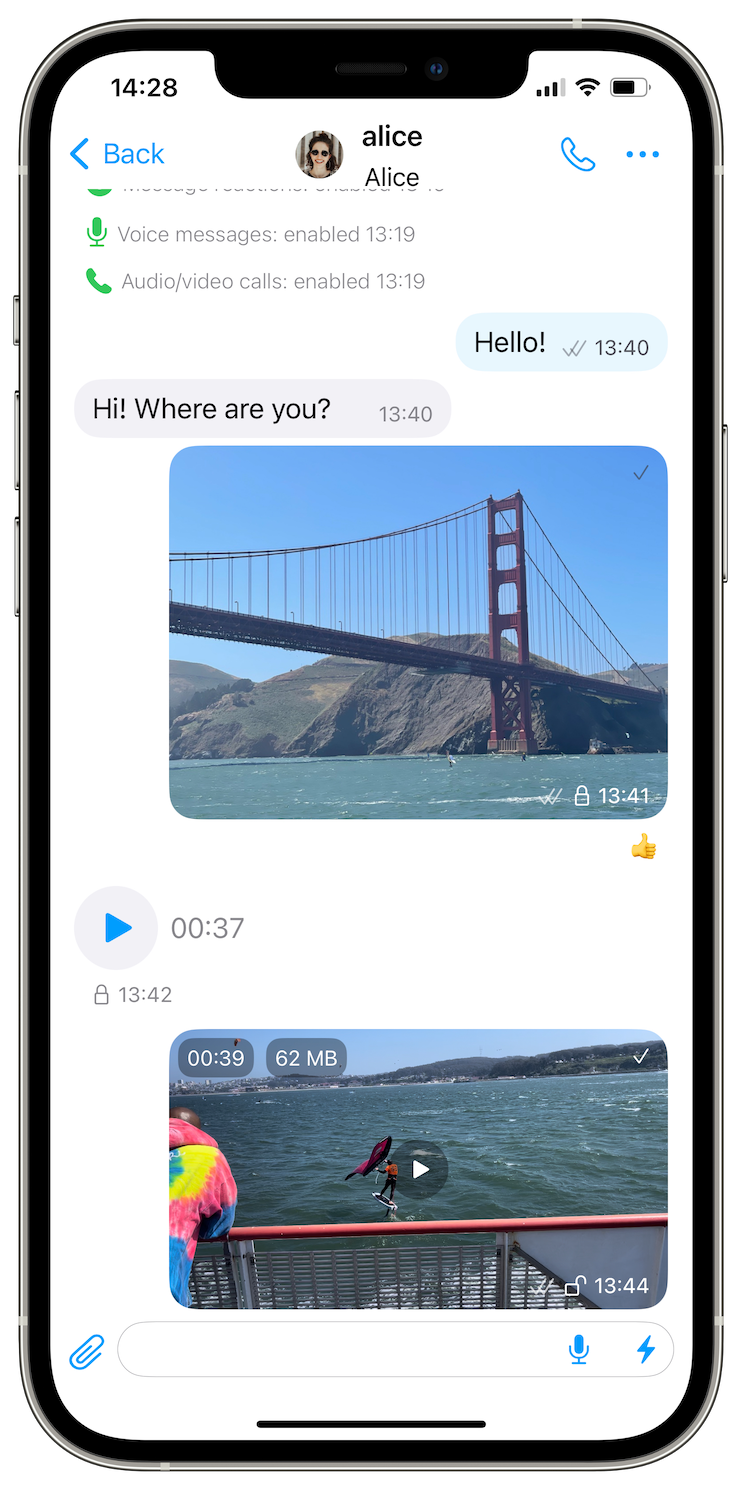 14:28
Back
alice
Alice
Voice messages: enabled 13:19
Audio/video calls: enabled 13:19
Hello! 13:40
Hi! Where are you? 13:40
13:41
00:37
13:42
00:39 62 MB
13:44